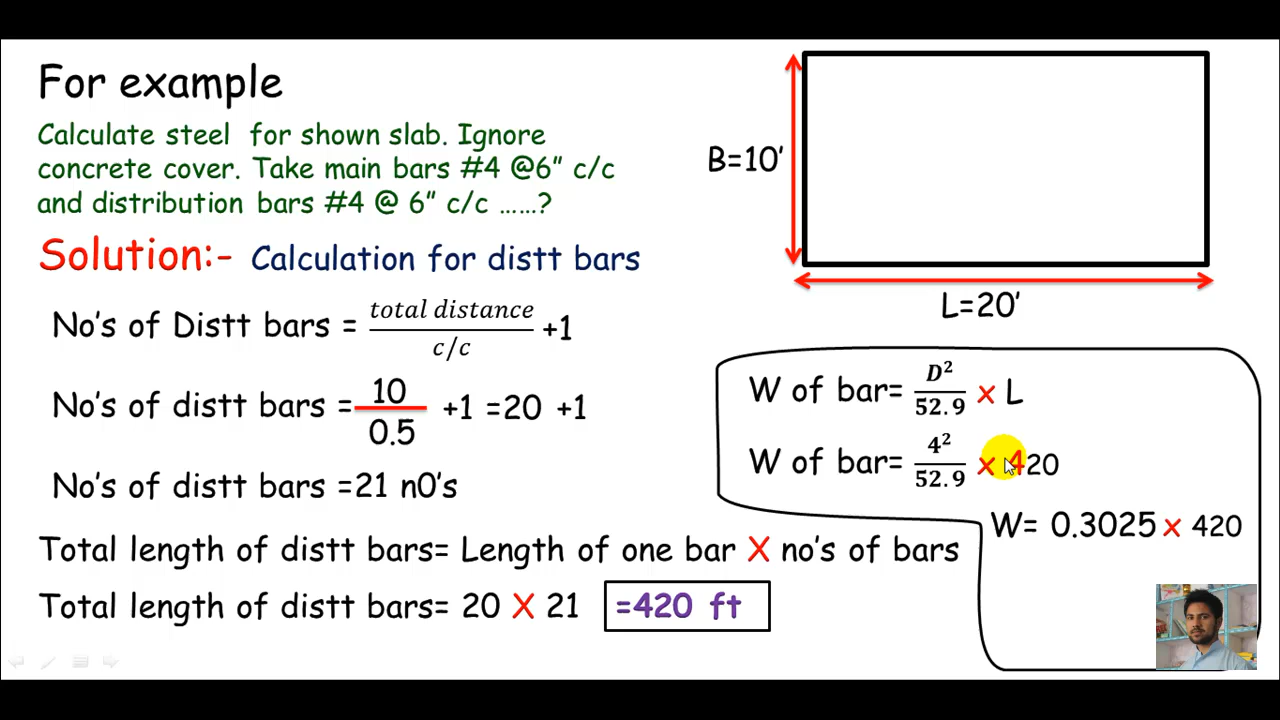 For example
Calculate steel for shown slab. Ignore
concrete cover. Take main bars #4 @6” c/c
and distribution bars #4 @ 6” c/c ……?
Solution:- Calculation for distt bars
No’s of Distt bars = total distance / c/c +1
No’s of distt bars = 10 / 0.5 +1 =20 +1
No’s of distt bars =21 n0’s
Total length of distt bars= Length of one bar X no’s of bars
Total length of distt bars= 20 X 21 =420 ft
B=10’
L=20’
W of bar= D² / 52.9 x L
W of bar= 4² / 52.9 x 420
W= 0.3025 x 420